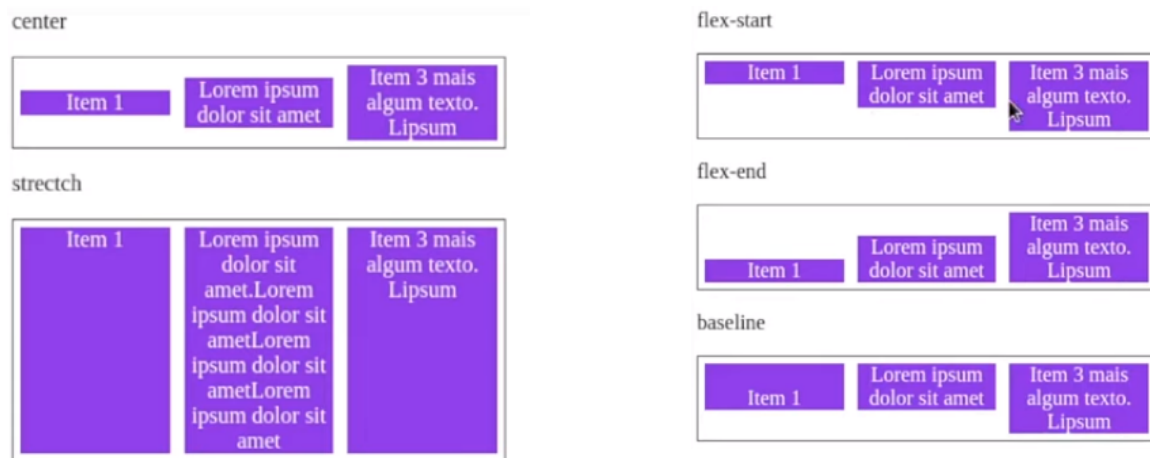 center
Item 1
Lorem ipsum
dolor sit amet
Item 3 mais
algum texto.
Lipsum
strectch
Item 1
Lorem ipsum
dolor sit
amet.Lorem
ipsum dolor sit
ametLorem
ipsum dolor sit
ametLorem
ipsum dolor sit
amet
Item 3 mais
algum texto.
Lipsum
flex-start
Item 1
Lorem ipsum
dolor sit amet
Item 3 mais
algum texto.
Lipsum
flex-end
Item 1
Lorem ipsum
dolor sit amet
Item 3 mais
algum texto.
Lipsum
baseline
Item 1
Lorem ipsum
dolor sit amet
Item 3 mais
algum texto.
Lipsum